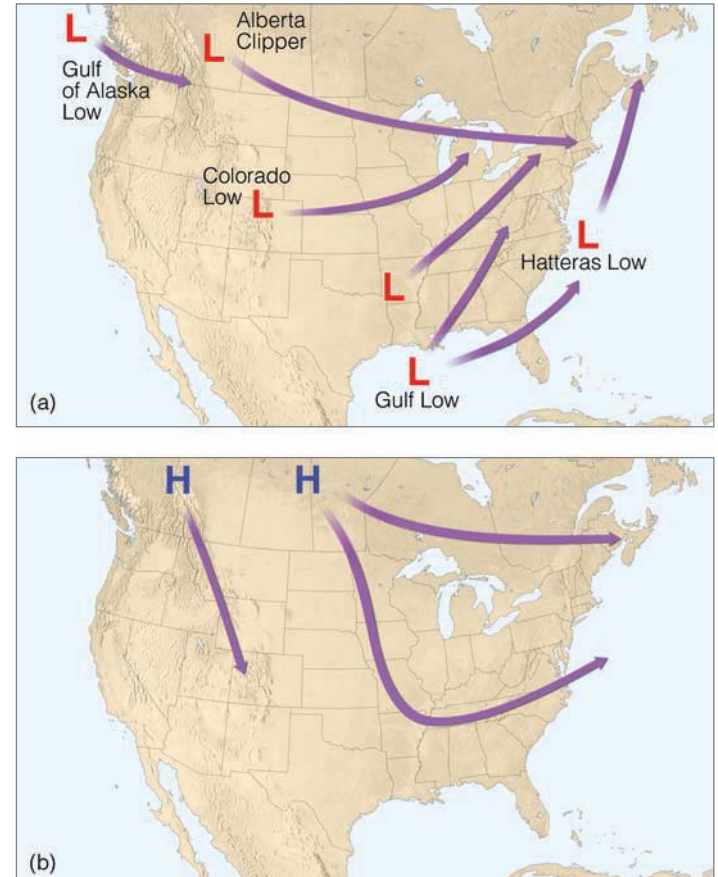 L
Alberta
Clipper
L
Gulf
of Alaska
Low
Colorado
Low
L
L
Hatteras Low
L
L
Gulf Low
(a)
H
H
(b)